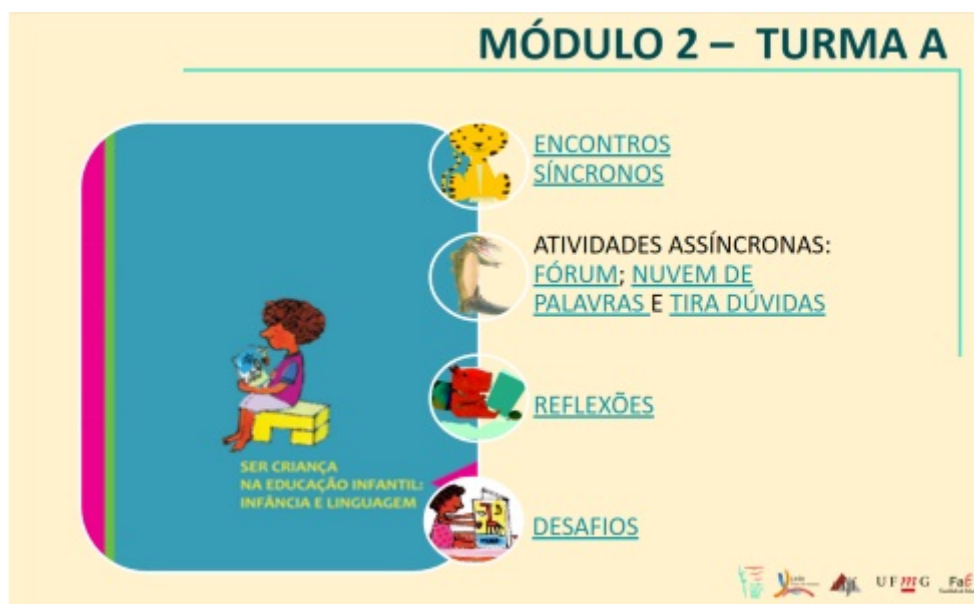 MÓDULO 2 – TURMA A
ENCONTROS
SÍNCRONOS
ATIVIDADES ASSÍNCRONAS:
FÓRUM; NUVEM DE
PALAVRAS E TIRA DÚVIDAS
REFLEXÕES
DESAFIOS
SER CRIANÇA
NA EDUCAÇÃO INFANTIL:
INFÂNCIA E LINGUAGEM
UFMG FaE